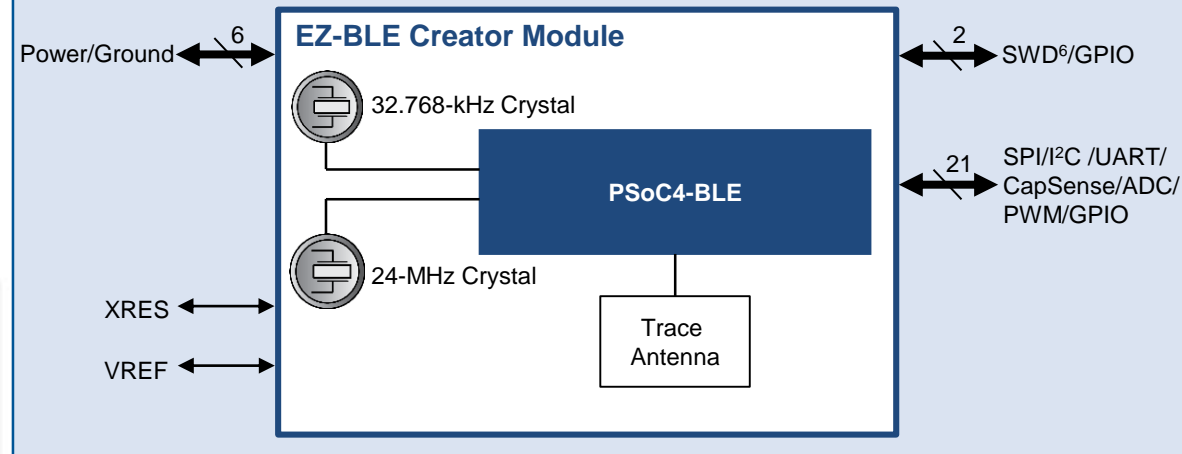 EZ-BLE Creator Module
Power/Ground
6
2
SWD⁶/GPIO
32.768-kHz Crystal
PSoC4-BLE
21
SPI/I²C /UART/
CapSense/ADC/
PWM/GPIO
24-MHz Crystal
XRES
VREF
Trace
Antenna